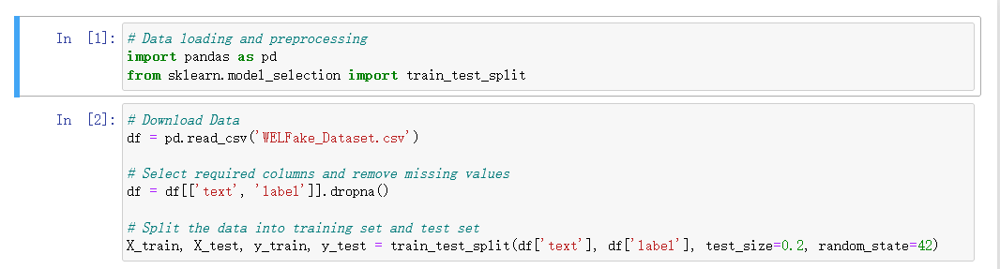 In [1]: # Data loading and preprocessing
import pandas as pd
from sklearn.model_selection import train_test_split
In [2]: # Download Data
df = pd.read_csv('WELFake_Dataset.csv')
# Select required columns and remove missing values
df = df[['text', 'label']].dropna()
# Split the data into training set and test set
X_train, X_test, y_train, y_test = train_test_split(df['text'], df['label'], test_size=0.2, random_state=42)